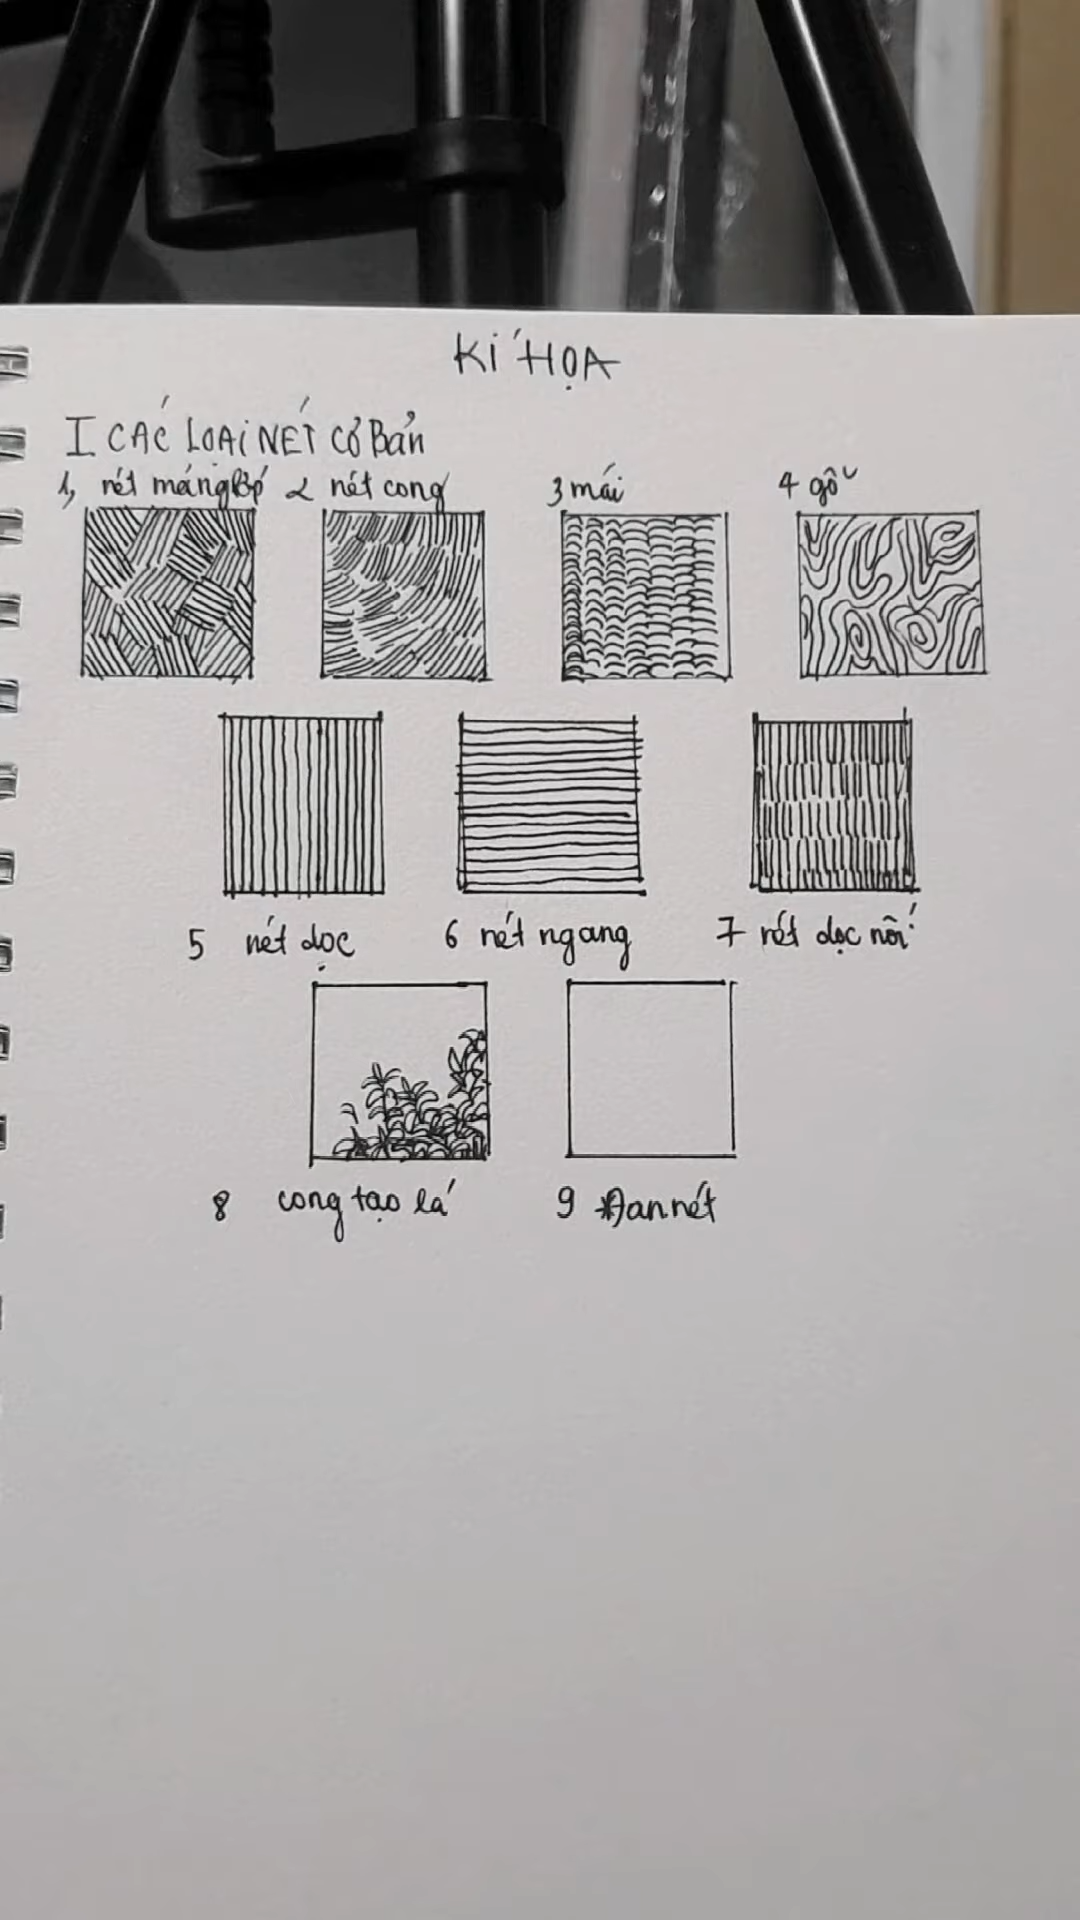 KÍ HỌA
I CÁC LOẠI NÉT CƠ BẢN
1, nét mảng 2 nét cong 3 mái 4 gỗ
5 nét dọc 6 nét ngang 7 nét dọc nối
8 cong tạo lá 9 Đan nét